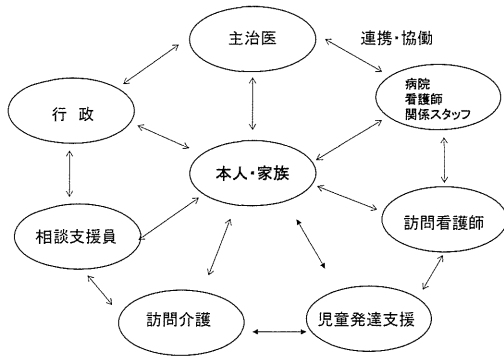 主治医
連携・協働
病院
看護師
関係スタッフ
行 政
本人・家族
相談支援員
訪問看護師
訪問介護
児童発達支援